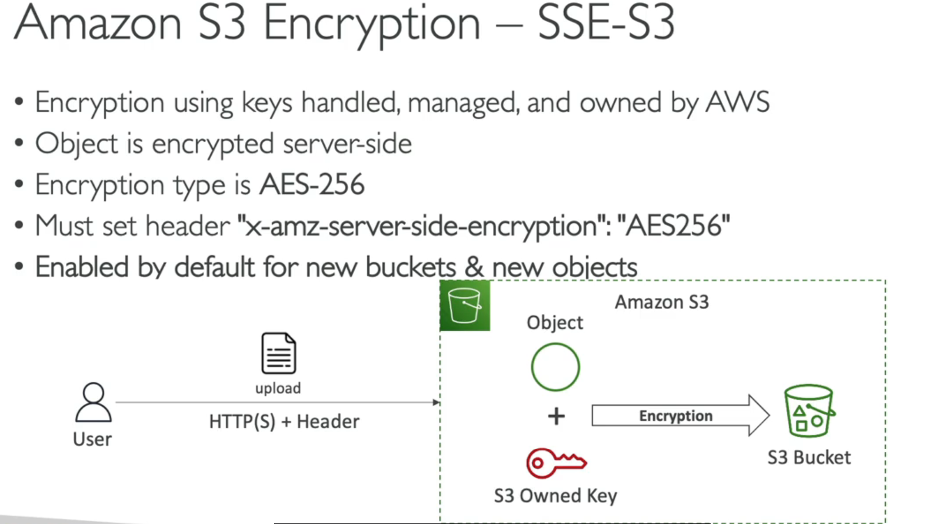 Amazon S3 Encryption – SSE-S3
• Encryption using keys handled, managed, and owned by AWS
• Object is encrypted server-side
• Encryption type is AES-256
• Must set header "x-amz-server-side-encryption": "AES256"
• Enabled by default for new buckets & new objects
Amazon S3
Object
upload
HTTP(S) + Header
User
+
Encryption
S3 Bucket
S3 Owned Key